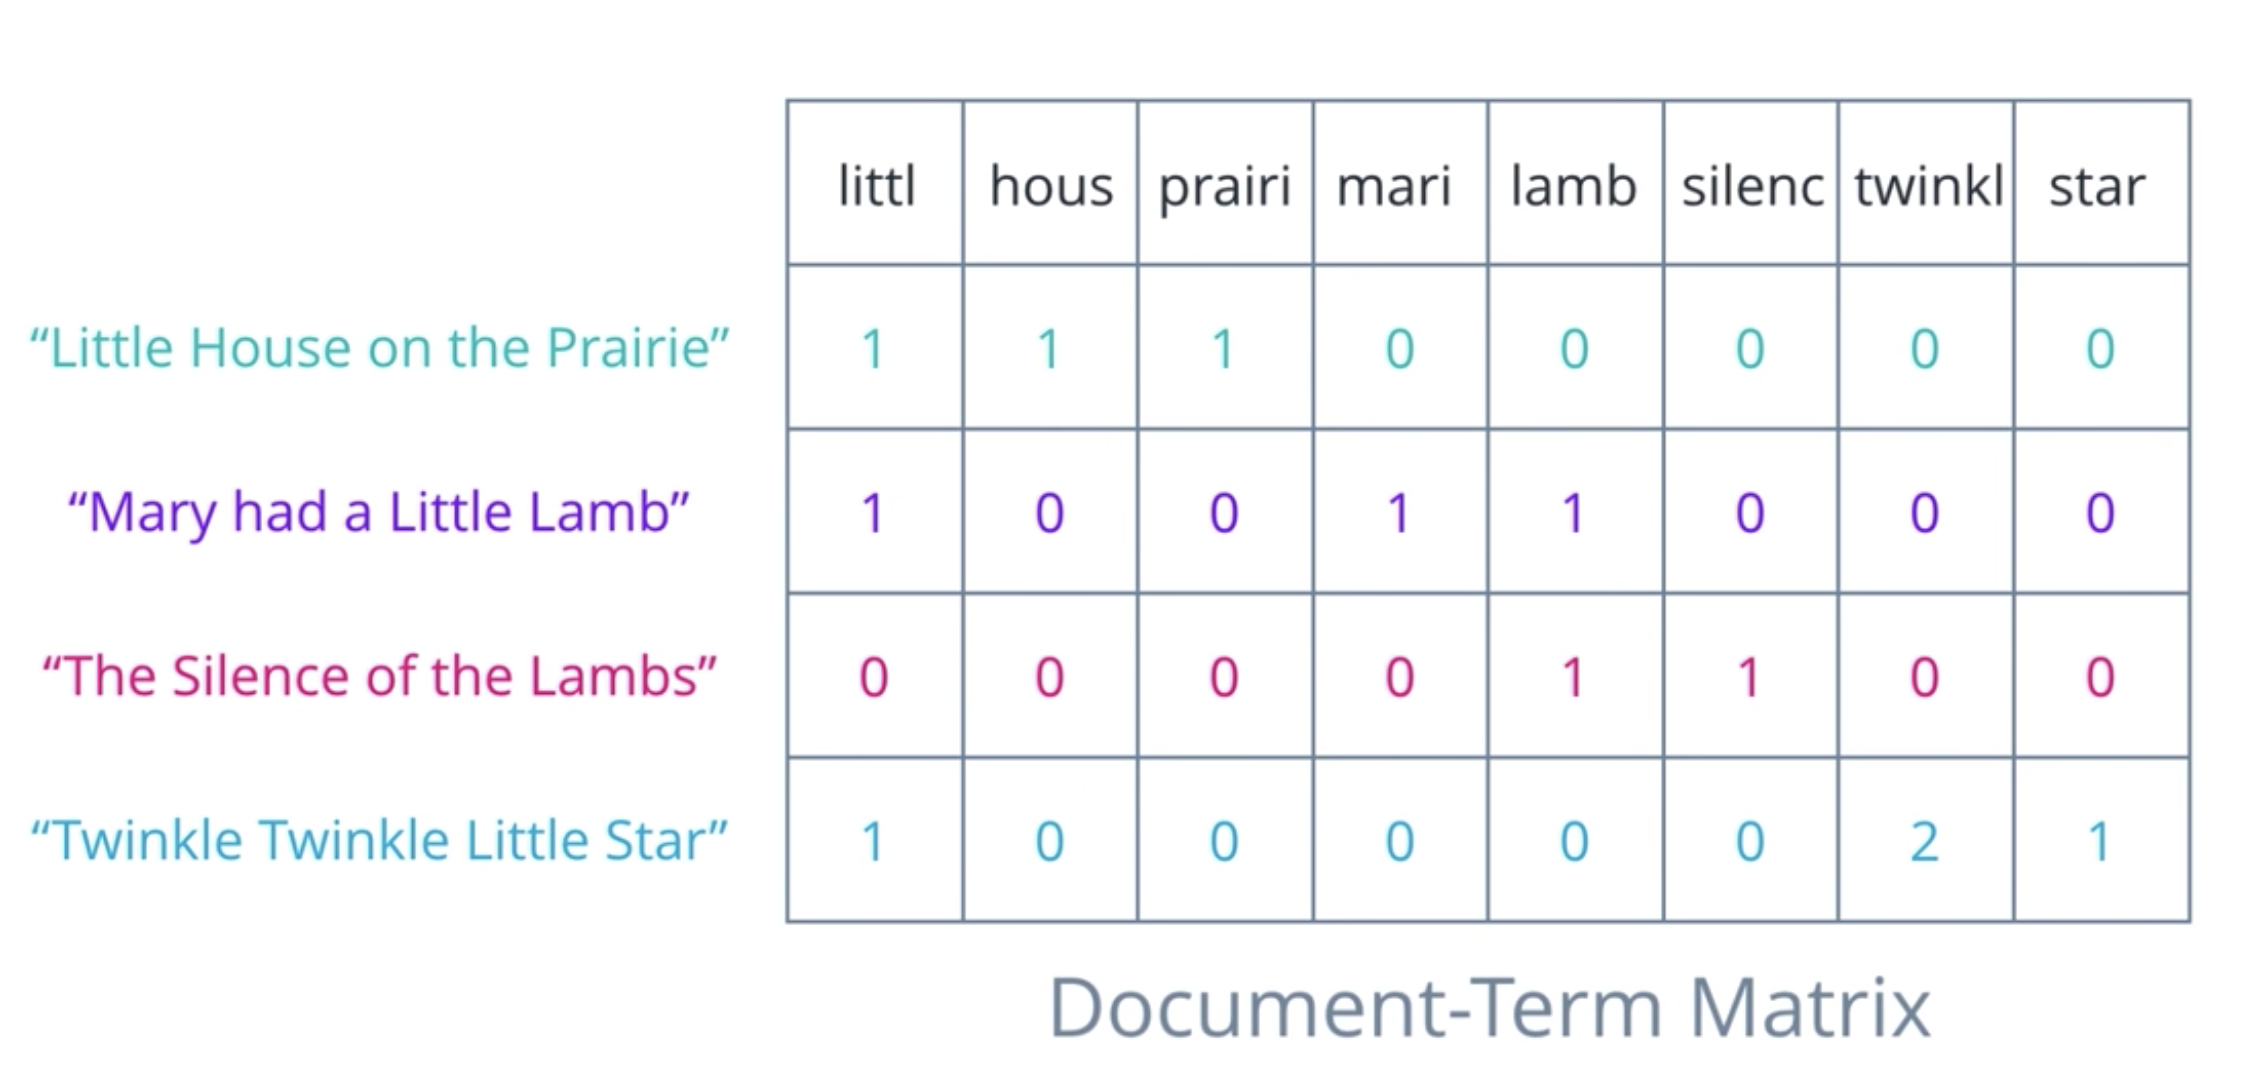 littl hous prairi mari lamb silenc twinkl star
“Little House on the Prairie” 1 1 1 0 0 0 0 0
“Mary had a Little Lamb” 1 0 0 1 1 0 0 0
“The Silence of the Lambs” 0 0 0 0 1 1 0 0
“Twinkle Twinkle Little Star” 1 0 0 0 0 0 2 1
Document-Term Matrix